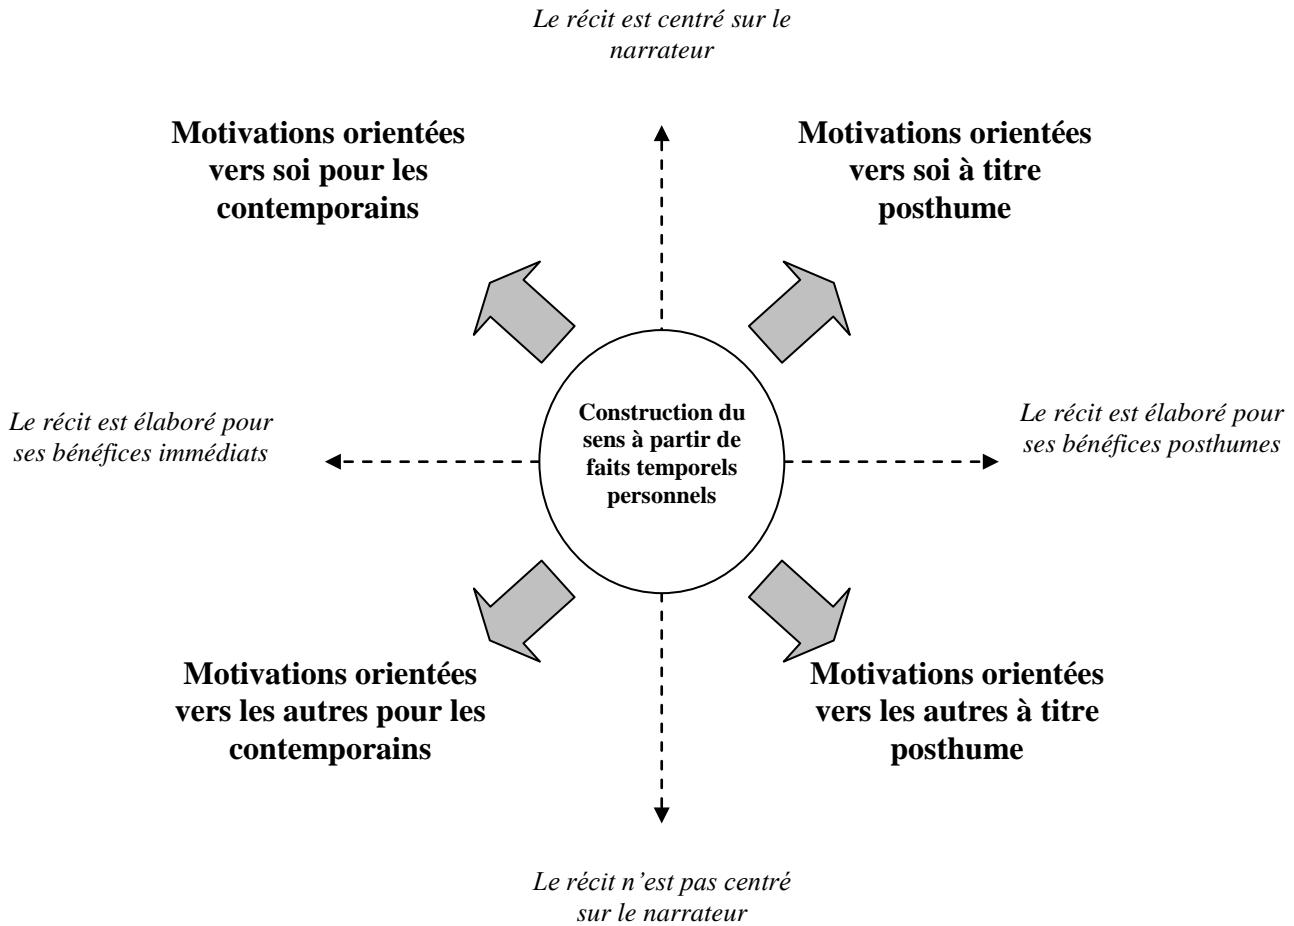 Le récit est centré sur le
narrateur
Motivations orientées
vers soi pour les
contemporains
Motivations orientées
vers soi à titre
posthume
Le récit est élaboré pour
ses bénéfices immédiats
Construction du
sens à partir de
faits temporels
personnels
Le récit est élaboré pour
ses bénéfices posthumes
Motivations orientées
vers les autres pour les
contemporains
Motivations orientées
vers les autres à titre
posthume
Le récit n’est pas centré
sur le narrateur